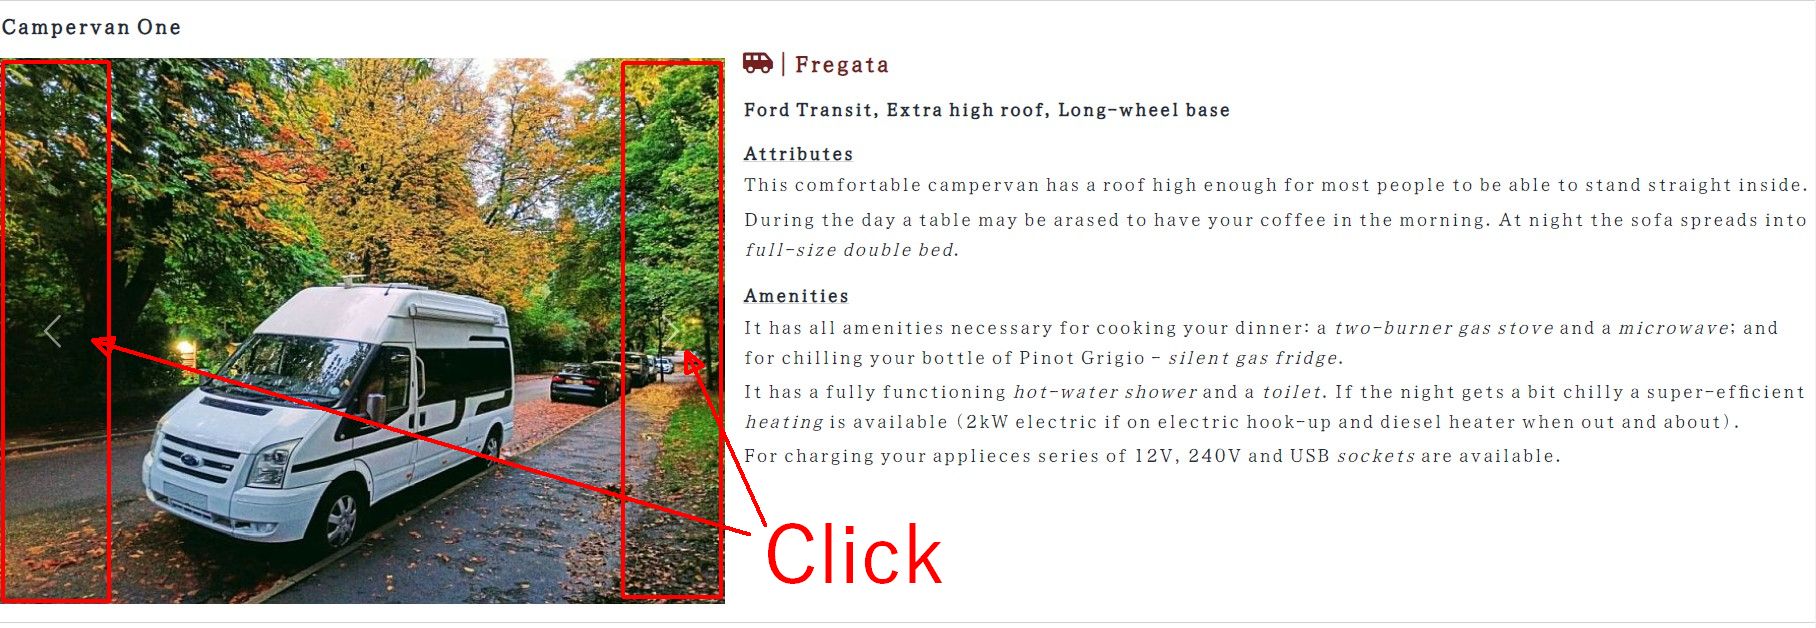 Campervan One
| Fregata
Ford Transit, Extra high roof, Long-wheel base
Attributes
This comfortable campervan has a roof high enough for most people to be able to stand straight inside.
During the day a table may be arased to have your coffee in the morning. At night the sofa spreads into
full-size double bed.
Amenities
It has all amenities necessary for cooking your dinner: a two-burner gas stove and a microwave; and
for chilling your bottle of Pinot Grigio - silent gas fridge.
It has a fully functioning hot-water shower and a toilet. If the night gets a bit chilly a super-efficient
heating is available (2kW electric if on electric hook-up and diesel heater when out and about).
For charging your applieces series of 12V, 240V and USB sockets are available.
Click